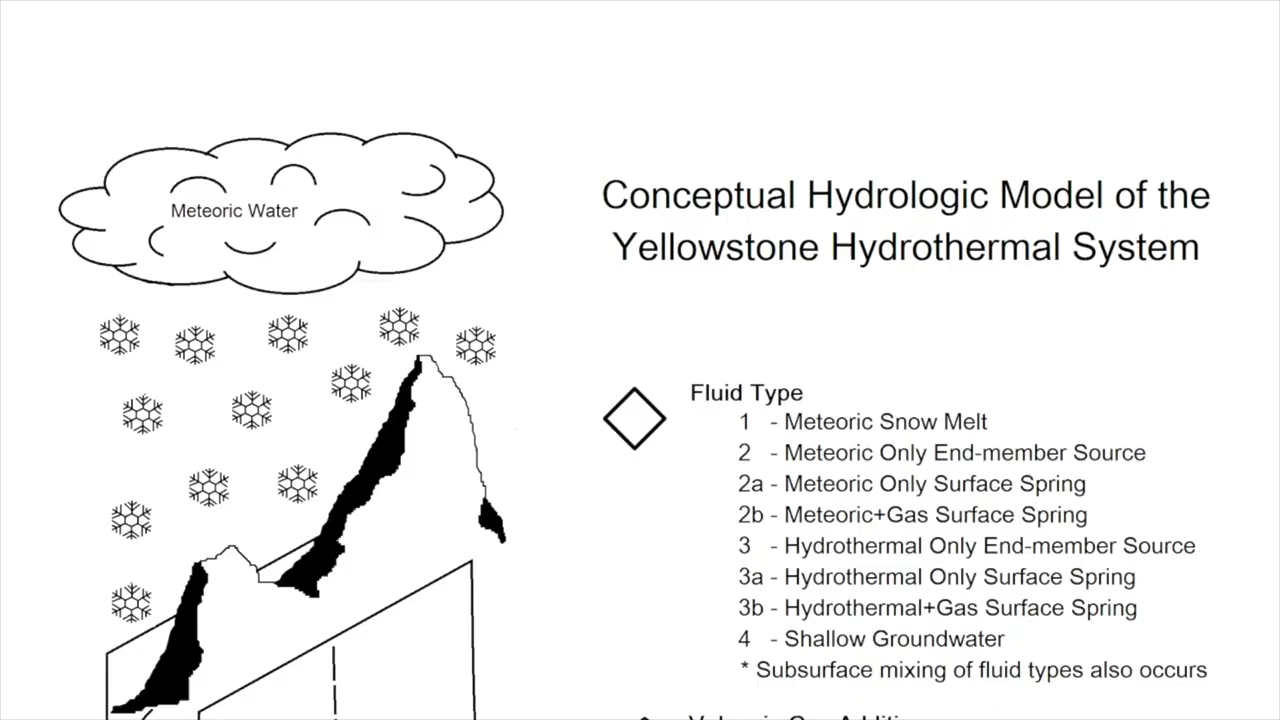 Meteoric Water
Conceptual Hydrologic Model of the
Yellowstone Hydrothermal System
Fluid Type
1 - Meteoric Snow Melt
2 - Meteoric Only End-member Source
2a - Meteoric Only Surface Spring
2b - Meteoric+Gas Surface Spring
3 - Hydrothermal Only End-member Source
3a - Hydrothermal Only Surface Spring
3b - Hydrothermal+Gas Surface Spring
4 - Shallow Groundwater
* Subsurface mixing of fluid types also occurs